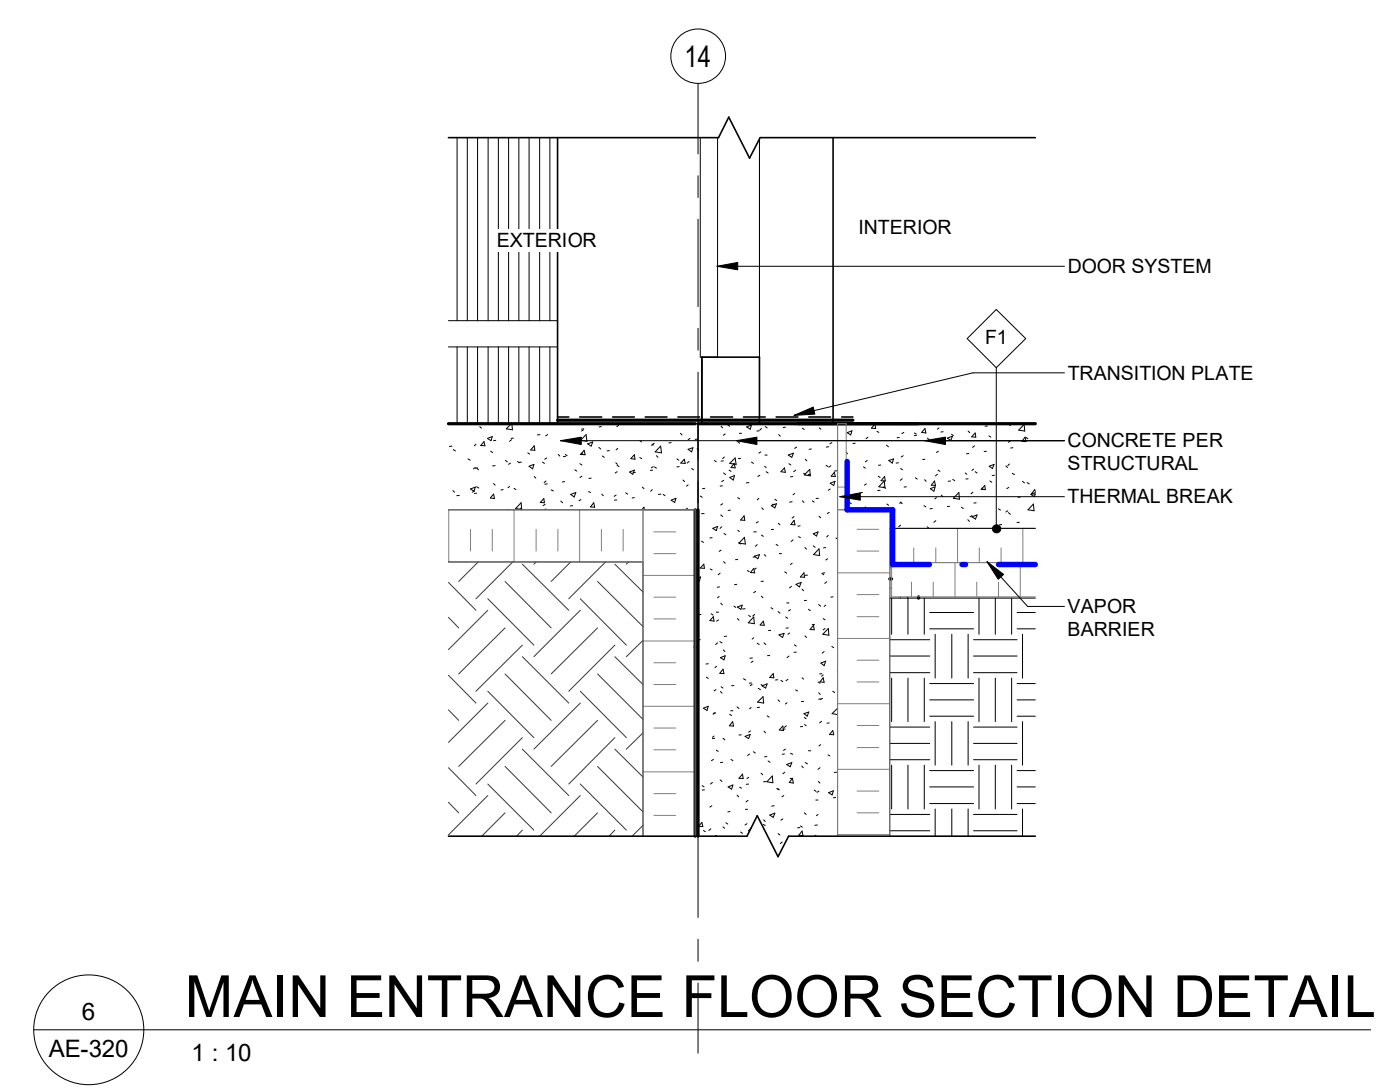 14
EXTERIOR
INTERIOR
DOOR SYSTEM
F1
TRANSITION PLATE
CONCRETE PER
STRUCTURAL
THERMAL BREAK
VAPOR
BARRIER
6
AE-320
MAIN ENTRANCE FLOOR SECTION DETAIL
1 : 10